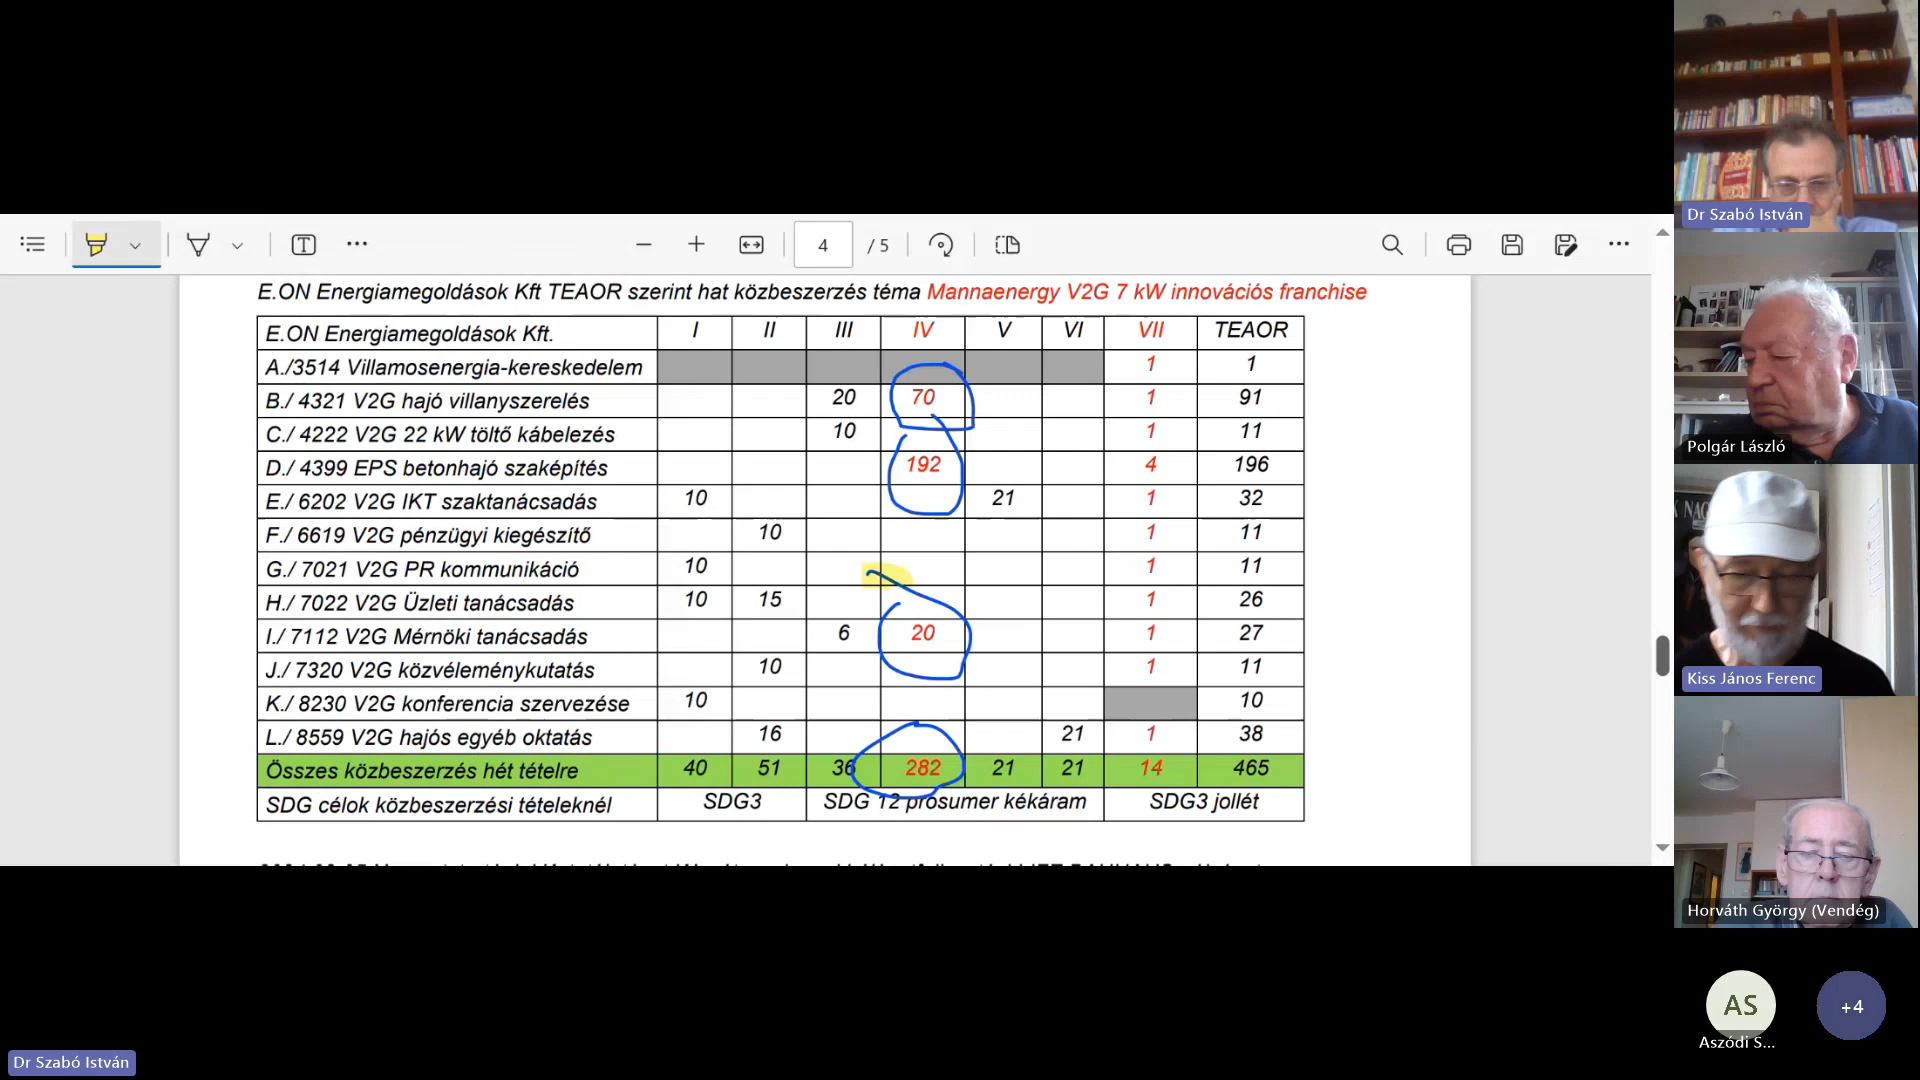 4 / 5
E.ON Energiamegoldások Kft TEAOR szerint hat közbeszerzés téma Mannaenergy V2G 7 kW innovációs franchise
E.ON Energiamegoldások Kft. I II III IV V VI VII TEAOR
A./3514 Villamosenergia-kereskedelem 1 1
B./ 4321 V2G hajó villanyszerelés 20 70 1 91
C./ 4222 V2G 22 kW töltő kábelezés 10 1 11
D./ 4399 EPS betonhajó szaképítés 192 4 196
E./ 6202 V2G IKT szaktanácsadás 10 21 1 32
F./ 6619 V2G pénzügyi kiegészítő 10 1 11
G./ 7021 V2G PR kommunikáció 10 1 11
H./ 7022 V2G Üzleti tanácsadás 10 15 1 26
I./ 7112 V2G Mérnöki tanácsadás 6 20 1 27
J./ 7320 V2G közvéleménykutatás 10 1 11
K./ 8230 V2G konferencia szervezése 10 10
L./ 8559 V2G hajós egyéb oktatás 16 21 1 38
Összes közbeszerzés hét tételre 40 51 36 282 21 21 14 465
SDG célok közbeszerzési tételeknél SDG3 SDG 12 prosumer kékáram SDG3 jollét
Dr Szabó István
Polgár László
Kiss János Ferenc
Horváth György (Vendég)
AS
+4
Aszódi S...
Dr Szabó István